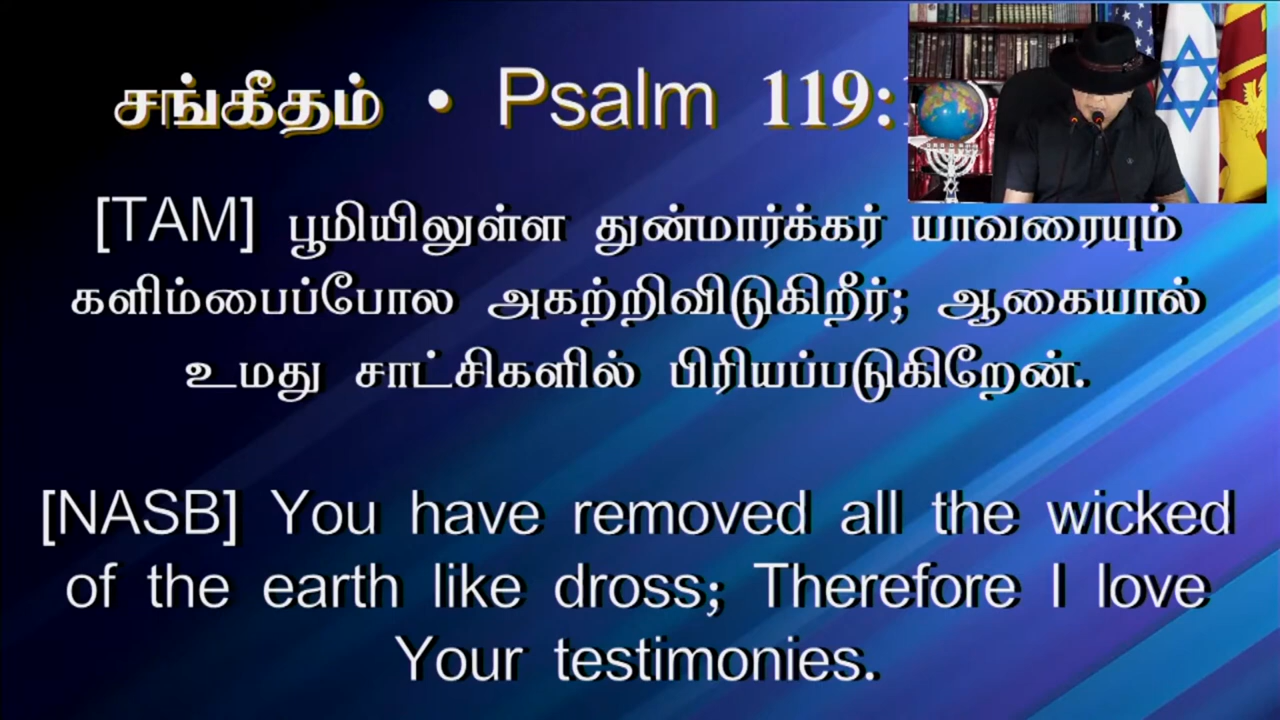 சங்கீதம் • Psalm 119:
[TAM] பூமியிலுள்ள துன்மார்க்கர் யாவரையும்
களிம்பைப்போல அகற்றிவிடுகிறீர்; ஆகையால்
உமது சாட்சிகளில் பிரியப்படுகிறேன்.
[NASB] You have removed all the wicked
of the earth like dross; Therefore I love
Your testimonies.